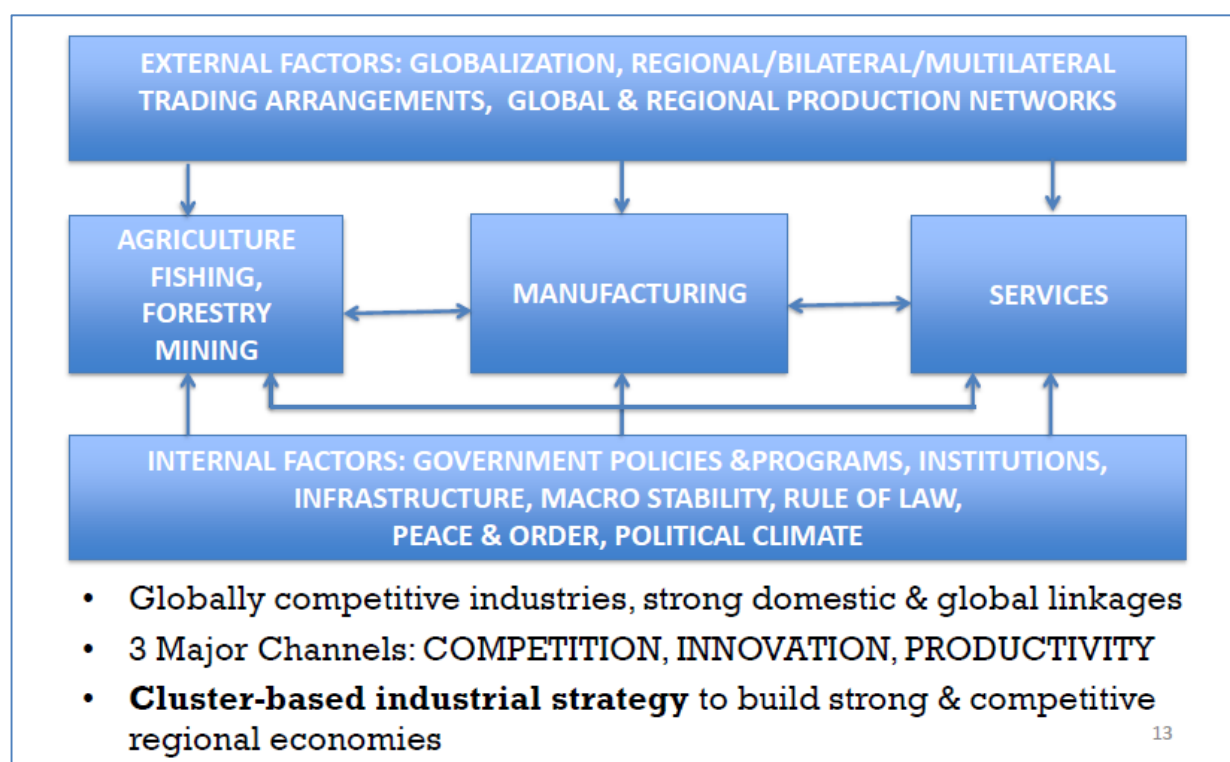 EXTERNAL FACTORS: GLOBALIZATION, REGIONAL/BILATERAL/MULTILATERAL
TRADING ARRANGEMENTS, GLOBAL & REGIONAL PRODUCTION NETWORKS
AGRICULTURE
FISHING,
FORESTRY
MINING
MANUFACTURING
SERVICES
INTERNAL FACTORS: GOVERNMENT POLICIES &PROGRAMS, INSTITUTIONS,
INFRASTRUCTURE, MACRO STABILITY, RULE OF LAW,
PEACE & ORDER, POLITICAL CLIMATE
• Globally competitive industries, strong domestic & global linkages
• 3 Major Channels: COMPETITION, INNOVATION, PRODUCTIVITY
• Cluster-based industrial strategy to build strong & competitive
regional economies
13